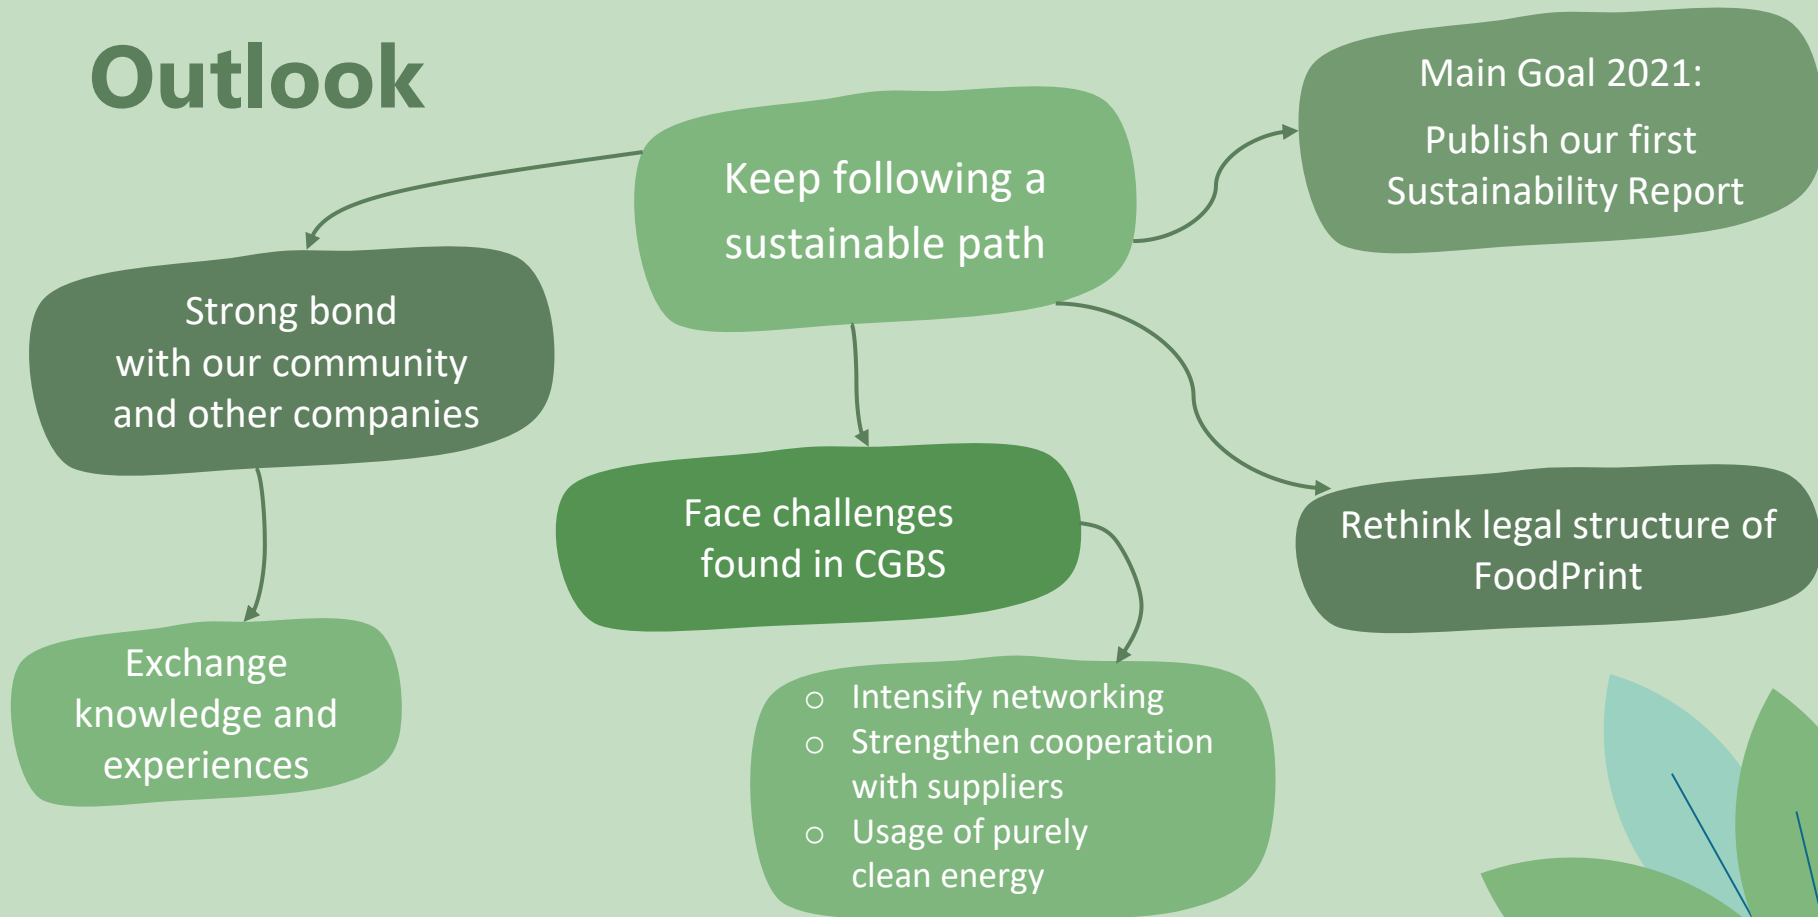 Outlook
Keep following a
sustainable path
Main Goal 2021:
Publish our first
Sustainability Report
Strong bond
with our community
and other companies
Face challenges
found in CGBS
Rethink legal structure of
FoodPrint
Exchange
knowledge and
experiences
o Intensify networking
o Strengthen cooperation
with suppliers
o Usage of purely
clean energy